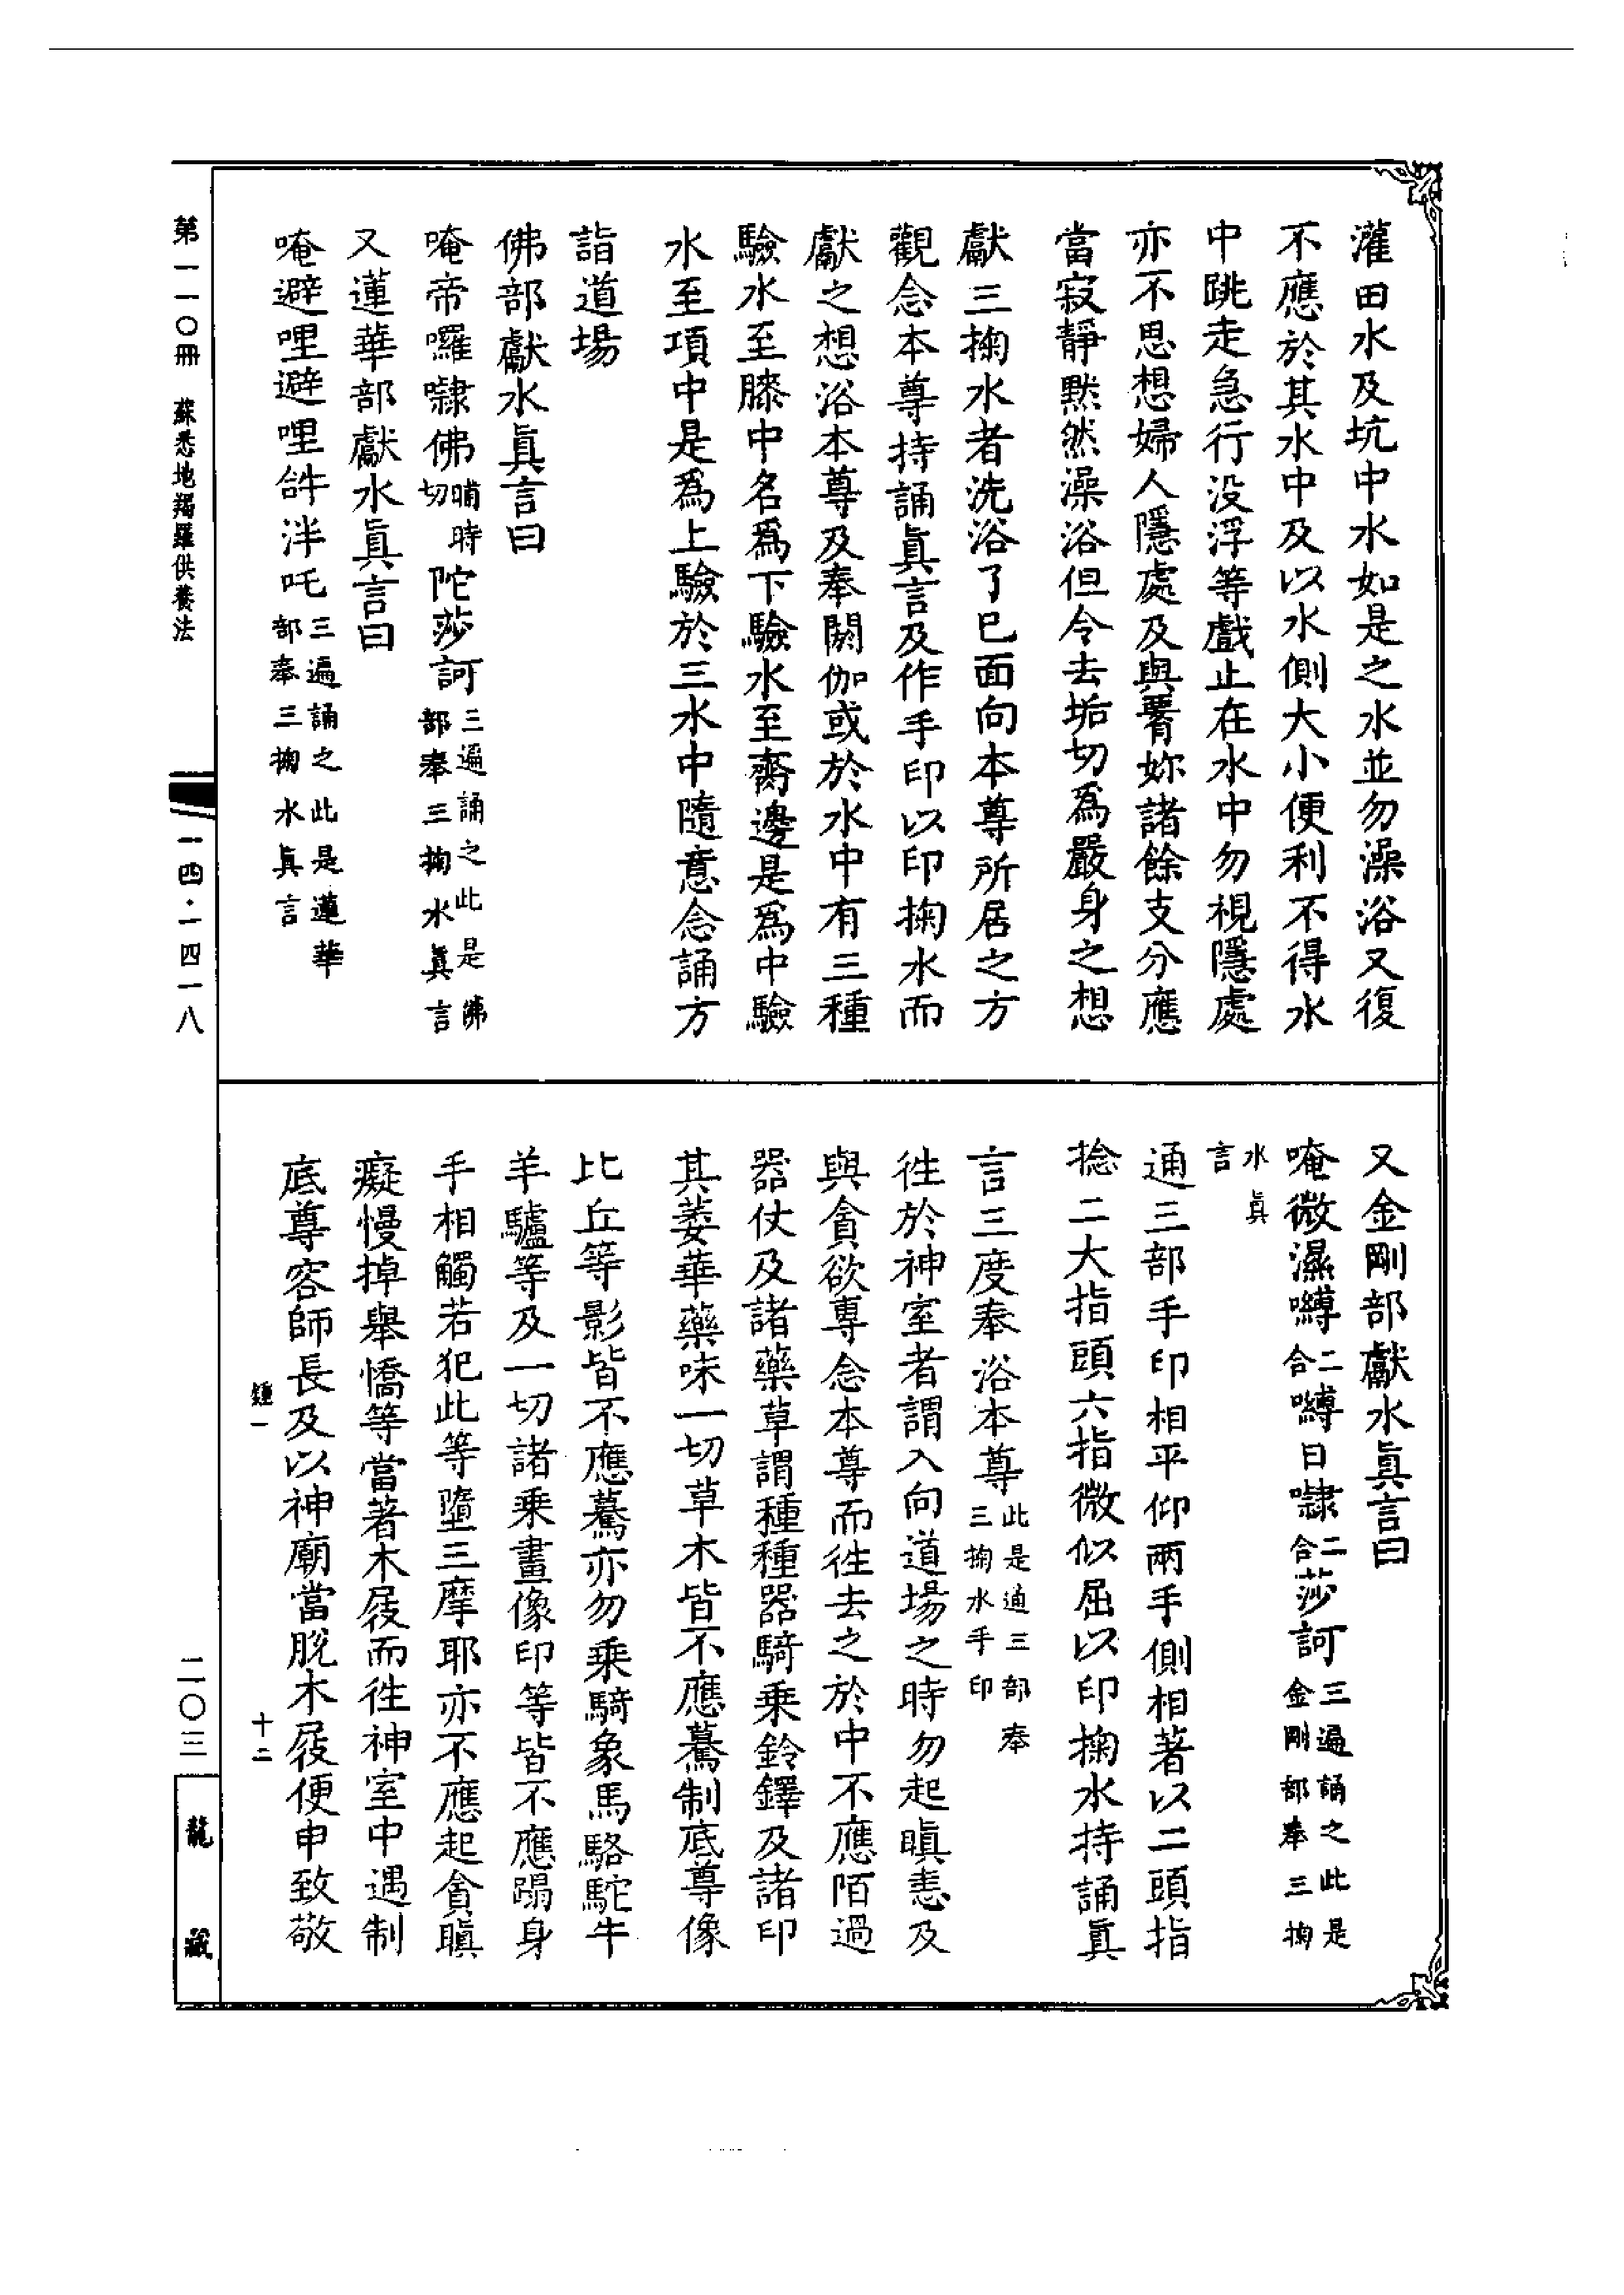 灌田水及坑中水如是之水並勿澡浴又復
不應於其水中及以水側大小便利不得水
中跳走急行没浮等戲止在水中勿視隱處
亦不思想婦人隱處及與妳諸餘支分應
當寂靜默然澡浴但令去垢切爲嚴身之想
獻三掬水者洗浴了已面向本尊所居之方
觀念本尊持誦眞言及作手印以印掬水而
獻之想浴本尊及奉閼伽或於水中有三種
驗水至膝中名爲下驗水至臍邊是爲中驗
水至項中是爲上驗於三水中隨意念誦方
詣道場
佛部獻水眞言曰
唵帝囉㘑佛晡時切陀莎訶三遍誦之此是佛部奉三掬水眞言
又蓮華部獻水眞言曰
唵避哩避哩䤈泮吒三遍誦之此是蓮華部奉三掬水眞言
又金剛部獻水眞言曰
唵微濕嚩二合嚩日㘑二合莎訶三遍誦之此是金剛部奉三掬
水眞言
通三部手印相平仰兩手側相著以二頭指
捻二大指頭六指微似屈以印掬水持誦眞
言三度奉浴本尊此是通三部奉三掬水手印
徃於神室者謂入向道場之時勿起瞋恚及
與貪欲專念本尊而徃去之於中不應陌過
器仗及諸藥草謂種種器騎乘鈴鐸及諸印
其萎華藥味一切草木皆不應驀制底尊像
比丘等影皆不應驀亦勿乘騎象馬駱駝牛
羊驢等及一切諸乘畫像印等皆不應蹋身
手相觸若犯此等墮三摩耶亦不應起貪瞋
癡慢掉舉憍等當著木屐而徃神室中遇制
底尊容師長及以神廟當脫木屐便申致敬
鍾一 十二
第一一〇冊 蘇悉地羯羅供養法
一四·一四一八
二〇三
龍藏